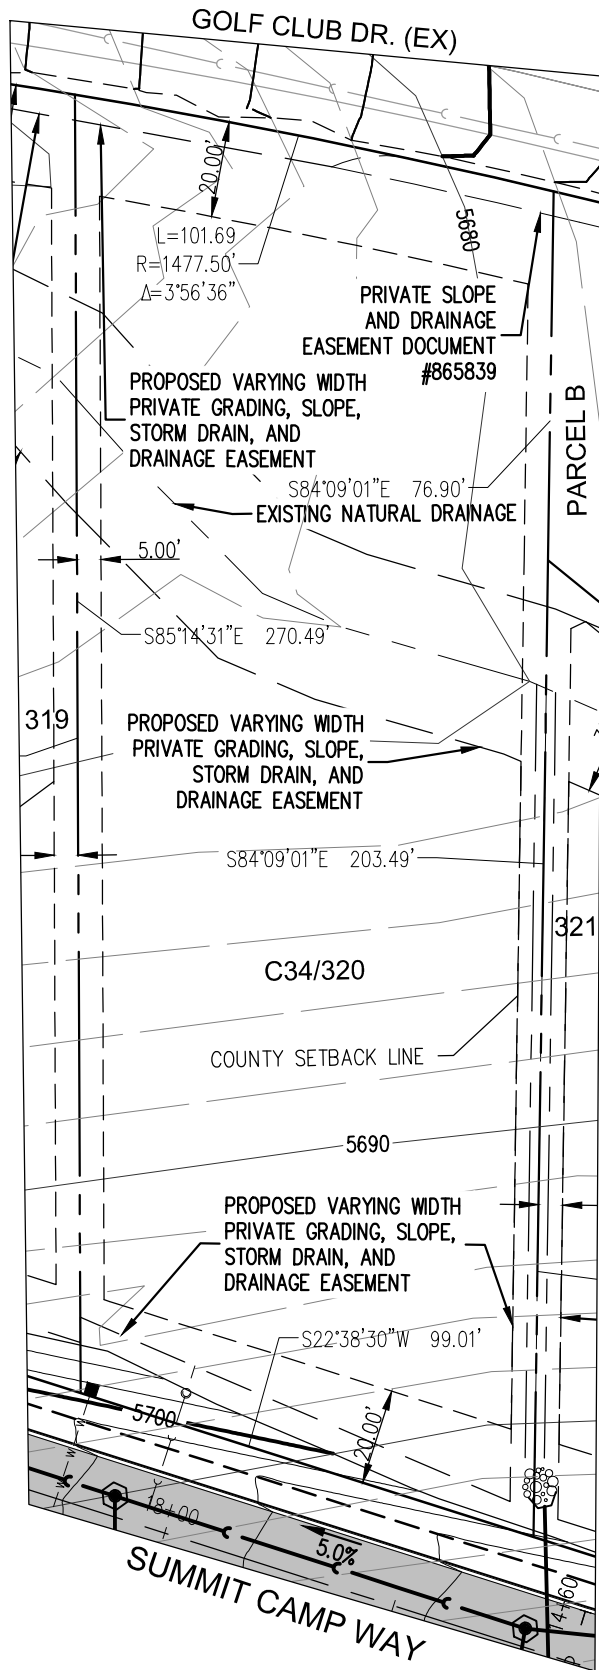 GOLF CLUB DR. (EX)
20.00'
5680
L=101.69
R=1477.50'
Δ=3°56'36"
PRIVATE SLOPE
AND DRAINAGE
EASEMENT DOCUMENT
#865839
PROPOSED VARYING WIDTH
PRIVATE GRADING, SLOPE,
STORM DRAIN, AND
DRAINAGE EASEMENT
PARCEL B
S84°09'01"E 76.90'
EXISTING NATURAL DRAINAGE
5.00'
S85°14'31"E 270.49'
319
PROPOSED VARYING WIDTH
PRIVATE GRADING, SLOPE,
STORM DRAIN, AND
DRAINAGE EASEMENT
S84°09'01"E 203.49'
321
C34/320
COUNTY SETBACK LINE
5690
PROPOSED VARYING WIDTH
PRIVATE GRADING, SLOPE,
STORM DRAIN, AND
DRAINAGE EASEMENT
S22°38'30"W 99.01'
5700
20.00'
W
W
W
W
18+00
5.0%
14+60
SUMMIT CAMP WAY